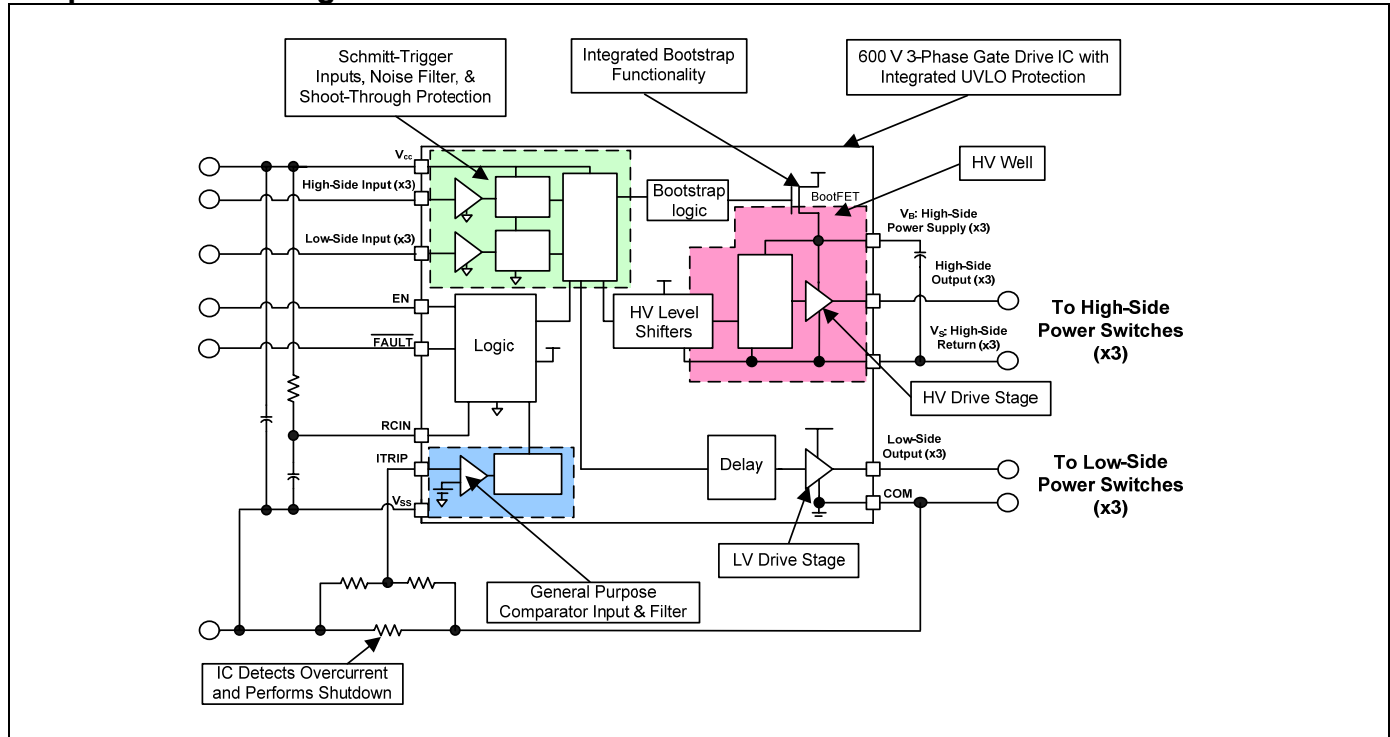 Schmitt-Trigger
Inputs, Noise Filter, &
Shoot-Through Protection
Integrated Bootstrap
Functionality
600 V 3-Phase Gate Drive IC with
Integrated UVLO Protection
HV Well
Vcc
High-Side Input (x3)
Low-Side Input (x3)
EN
FAULT
RCIN
ITRIP
VSS
Bootstrap
logic
BootFET
HV Level
Shifters
Logic
VB: High-Side
Power Supply (x3)
High-Side
Output (x3)
VS: High-Side
Return (x3)
To High-Side
Power Switches
(x3)
HV Drive Stage
Delay
Low-Side
Output (x3)
COM
To Low-Side
Power Switches
(x3)
LV Drive Stage
General Purpose
Comparator Input & Filter
IC Detects Overcurrent
and Performs Shutdown